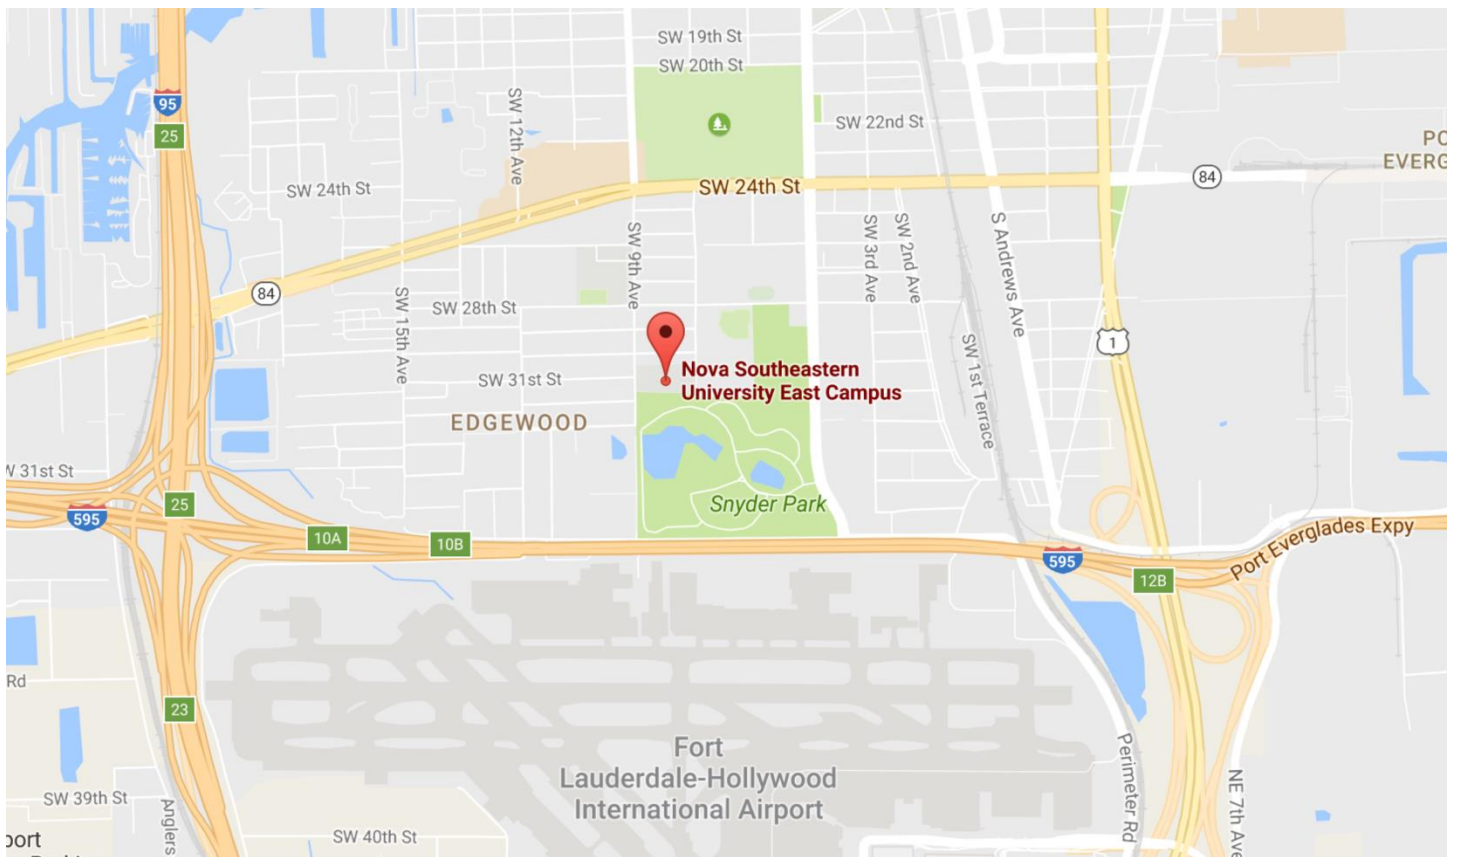 SW 19th St
SW 20th St
95
25
SW 12th Ave
SW 22nd St
PO
EVERG
SW 24th St
SW 24th St
84
SW 9th Ave
SW 3rd Ave
SW 2nd Ave
S Andrews Ave
84
SW 15th Ave
SW 28th St
1
SW 1st Terrace
Nova Southeastern
University East Campus
SW 31st St
EDGEWOOD
W 31st St
25
595
Snyder Park
10A
10B
595
12B
Port Everglades Expy
Rd
23
Fort
Lauderdale-Hollywood
International Airport
Perimeter Rd
NE 7th Ave
SW 39th St
Anglers
SW 40th St
port